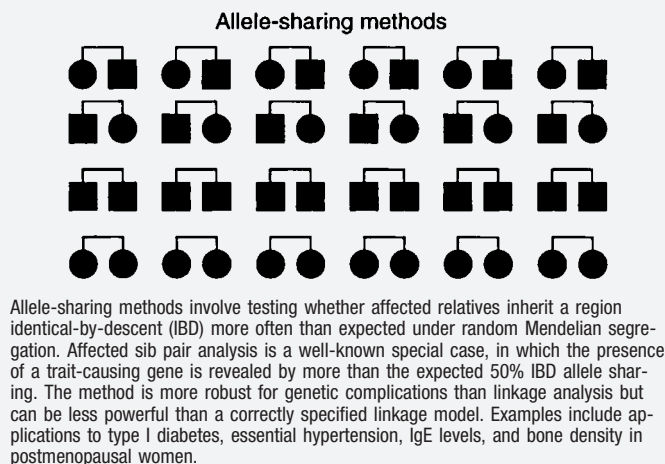 Allele-sharing methods
Allele-sharing methods involve testing whether affected relatives inherit a region
identical-by-descent (IBD) more often than expected under random Mendelian segre-
gation. Affected sib pair analysis is a well-known special case, in which the presence
of a trait-causing gene is revealed by more than the expected 50% IBD allele shar-
ing. The method is more robust for genetic complications than linkage analysis but
can be less powerful than a correctly specified linkage model. Examples include ap-
plications to type I diabetes, essential hypertension, IgE levels, and bone density in
postmenopausal women.